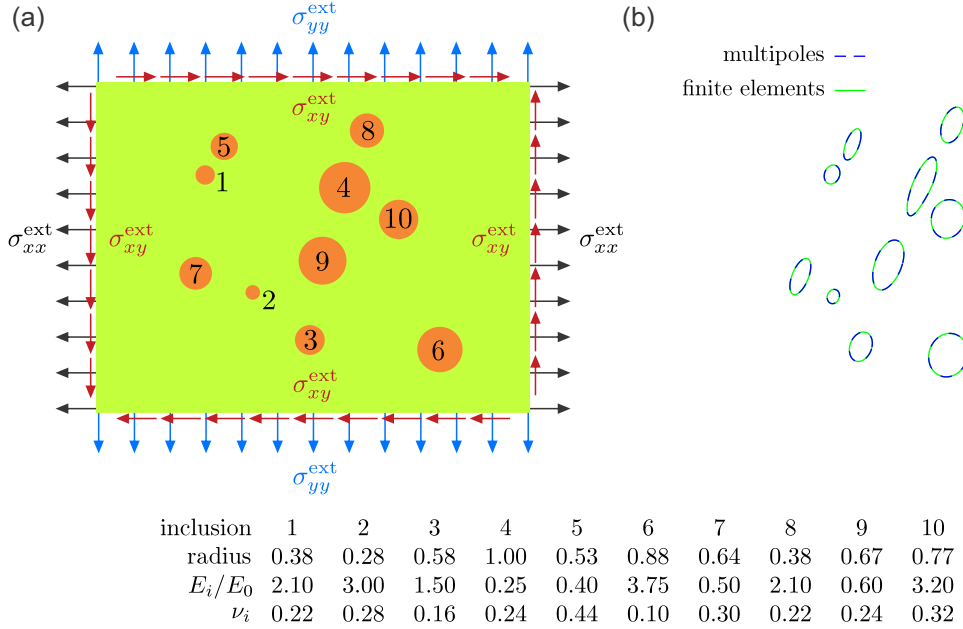 (a)
(b)
σ_yy^ext
multipoles
finite elements
σ_xy^ext
8
5
1
4
10
σ_xx^ext
σ_xy^ext
σ_xy^ext
σ_xx^ext
9
7
2
3
6
σ_xy^ext
σ_yy^ext
inclusion 1 2 3 4 5 6 7 8 9 10
radius 0.38 0.28 0.58 1.00 0.53 0.88 0.64 0.38 0.67 0.77
E_i/E_0 2.10 3.00 1.50 0.25 0.40 3.75 0.50 2.10 0.60 3.20
ν_i 0.22 0.28 0.16 0.24 0.44 0.10 0.30 0.22 0.24 0.32